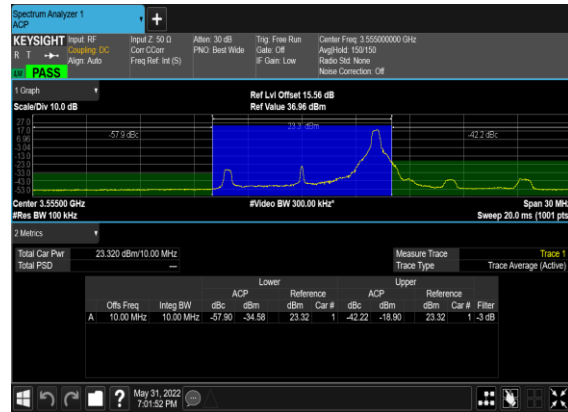 Spectrum Analyzer 1
ACP
+
KEYSIGHT Input: RF Input Z: 50 Ω Atten: 30 dB Trig: Free Run Center Freq: 3.555000000 GHz
R T Coupling: DC Corr CCorr PNO: Best Wide Gate: Off Avg|Hold: 150/150
Align: Auto Freq Ref: Int (S) IF Gain: Low Radio Std: None
LW PASS Noise Correction: Off
1 Graph Ref Lvl Offset 15.56 dB
Scale/Div 10.0 dB Ref Value 36.96 dBm
27.0
17.0 -57.9 dBc 23.3 dBm -42.2 dBc
6.96
-3.04
-13.0
-23.0
-33.0
-43.0
-53.0
Center 3.55500 GHz #Video BW 300.00 kHz* Span 30 MHz
#Res BW 100 kHz Sweep 20.0 ms (1001 pts
2 Metrics
Total Car Pwr 23.320 dBm/10.00 MHz Measure Trace Trace 1
Total PSD --- Trace Type Trace Average (Active)
Lower Upper
ACP Reference ACP Reference
Offs Freq Integ BW dBc dBm dBm Car # dBc dBm dBm Car # Filter
A 10.00 MHz 10.00 MHz -57.90 -34.58 23.32 1 -42.22 -18.90 23.32 1 -3 dB
? May 31, 2022
7:01:52 PM